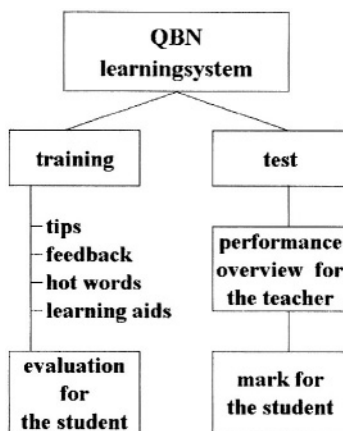 QBN
learningsystem
training
test
tips
feedback
hot words
learning aids
performance
overview for
the teacher
evaluation
for
the student
mark for
the student